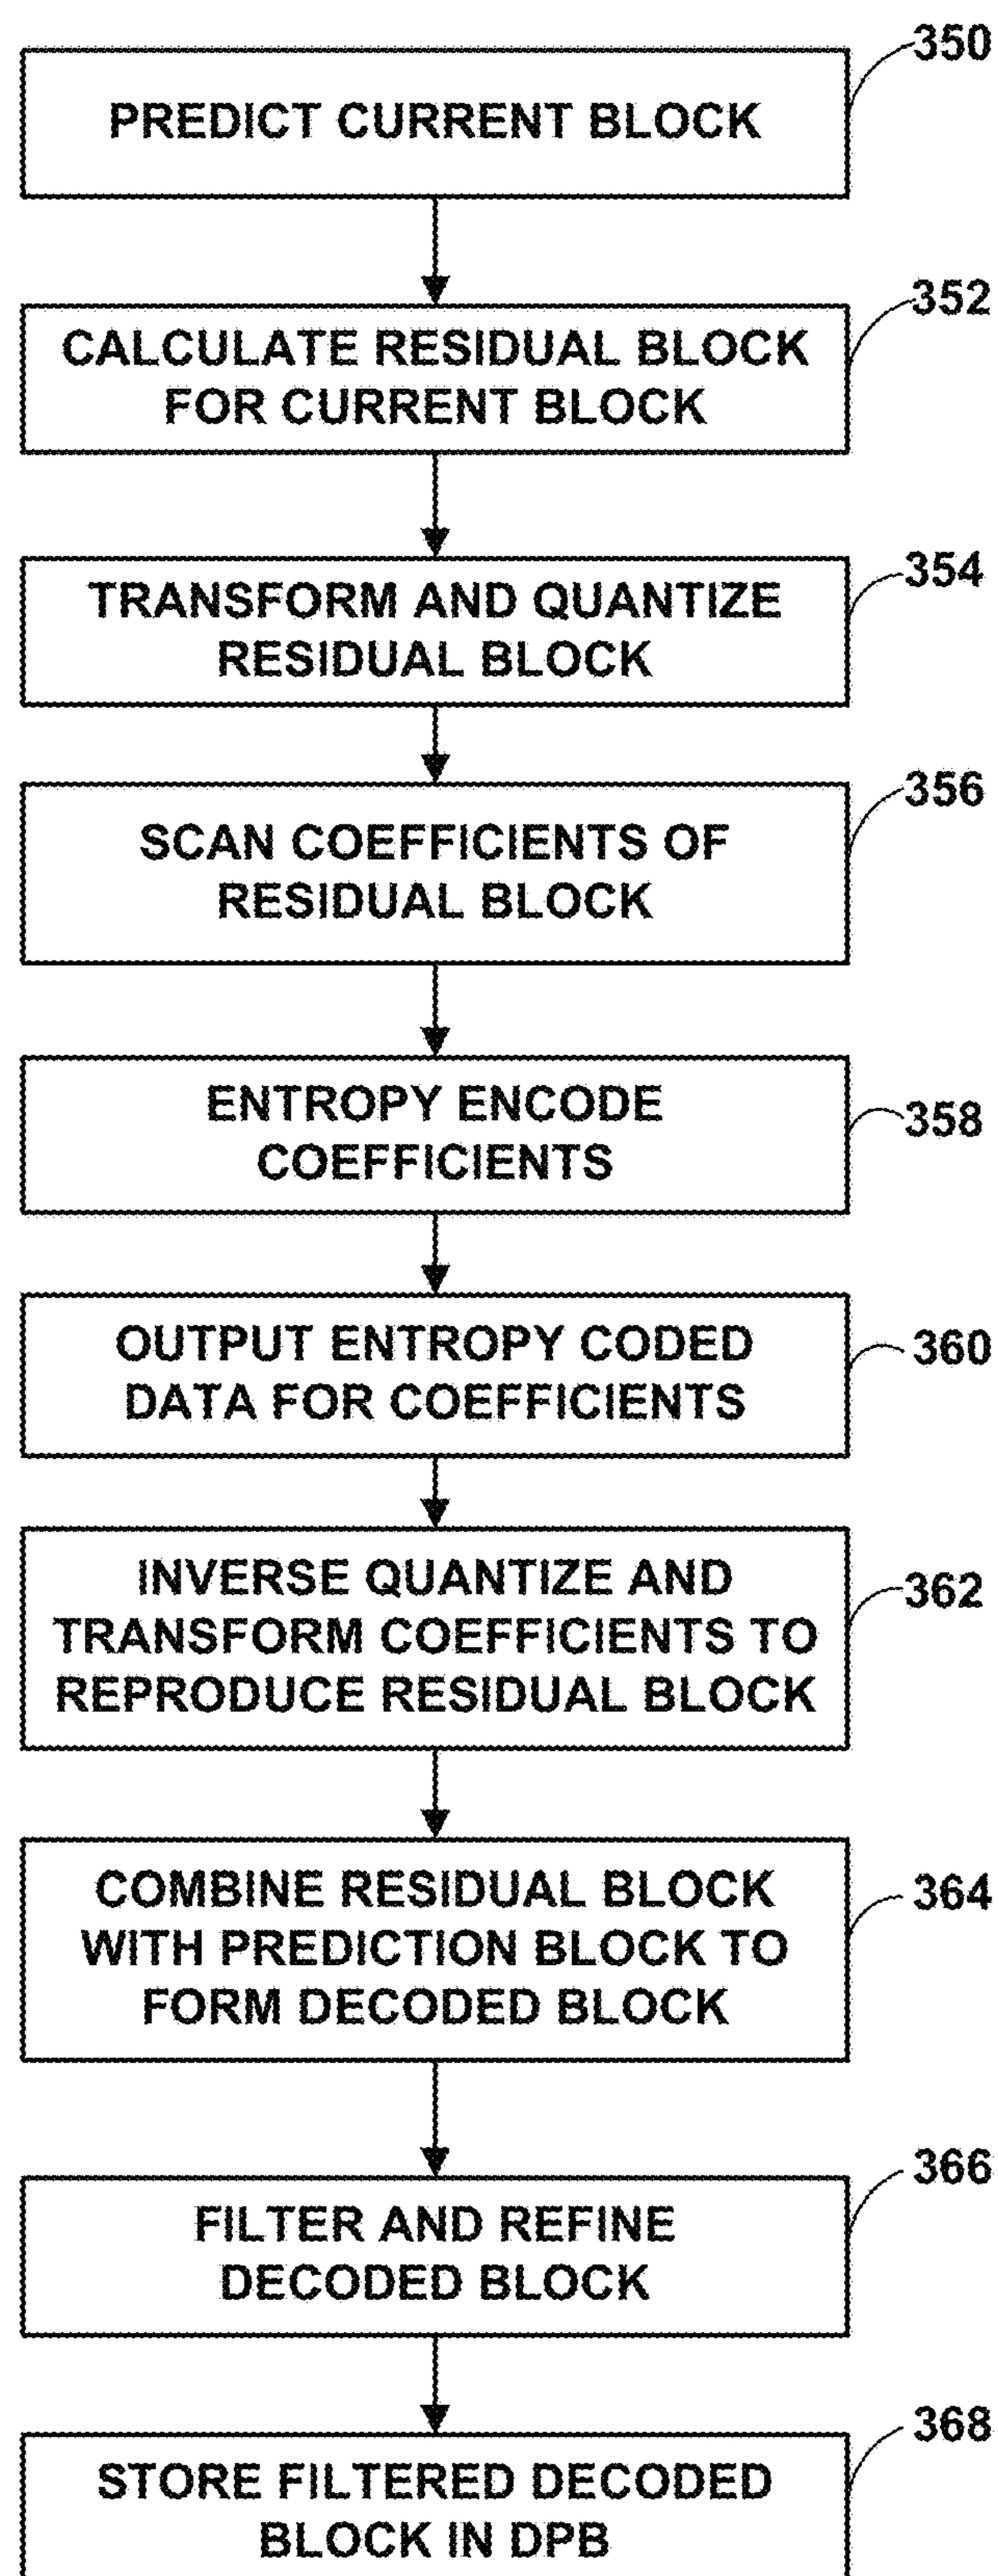 350
PREDICT CURRENT BLOCK
352
CALCULATE RESIDUAL BLOCK
FOR CURRENT BLOCK
354
TRANSFORM AND QUANTIZE
RESIDUAL BLOCK
356
SCAN COEFFICIENTS OF
RESIDUAL BLOCK
358
ENTROPY ENCODE
COEFFICIENTS
360
OUTPUT ENTROPY CODED
DATA FOR COEFFICIENTS
362
INVERSE QUANTIZE AND
TRANSFORM COEFFICIENTS TO
REPRODUCE RESIDUAL BLOCK
364
COMBINE RESIDUAL BLOCK
WITH PREDICTION BLOCK TO
FORM DECODED BLOCK
366
FILTER AND REFINE
DECODED BLOCK
368
STORE FILTERED DECODED
BLOCK IN DPB